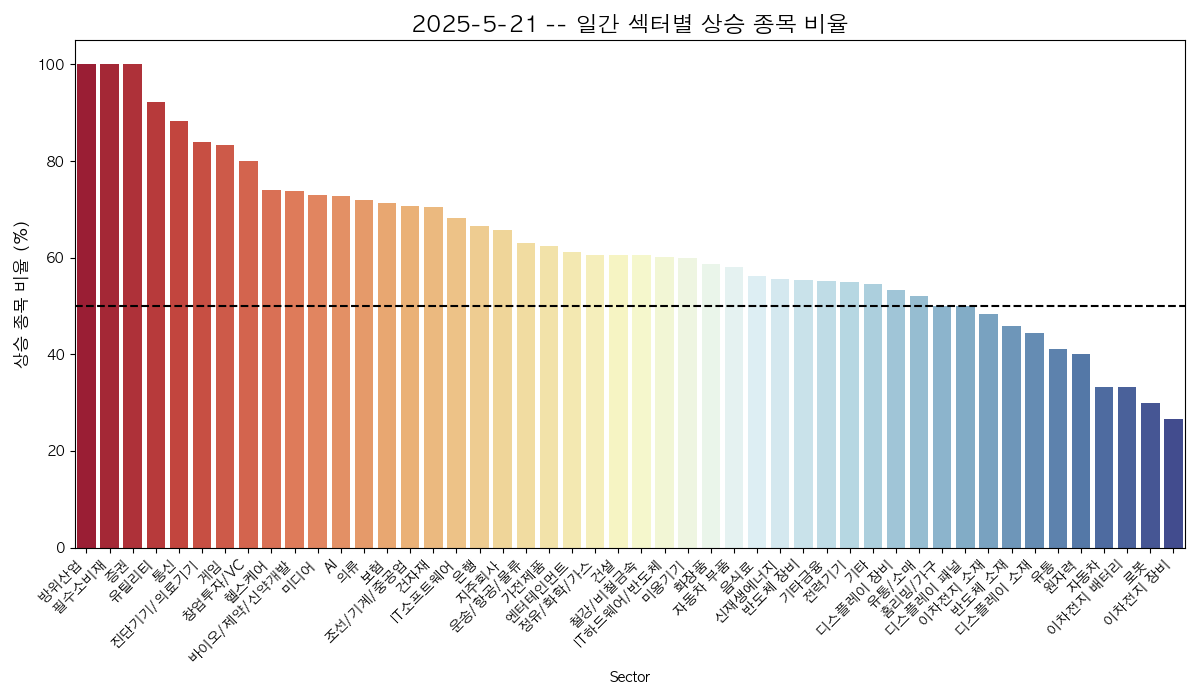 2025-5-21 -- 일간 섹터별 상승 종목 비율
상승 종목 비율 (%)
100
80
60
40
20
0
방위산업
필수소비재
증권
유틸리티
통신
진단기기/의료기기
게임
창업투자/VC
헬스케어
바이오/제약/신약개발
미디어
AI
의류
보험
조선/기계/중공업
건자재
IT소프트웨어
은행
지주회사
운송/항공/물류
가전제품
엔터테인먼트
정유/화학/가스
건설
철강/비철금속
IT하드웨어/반도체
미용기기
화장품
자동차 부품
음식료
신재생에너지
반도체 장비
기타금융
전력기기
기타
디스플레이 장비
유통/소매
홈리빙/가구
디스플레이 패널
이차전지 소재
반도체 소재
디스플레이 소재
유통
원자력
자동차
이차전지 배터리
로봇
이차전지 장비
Sector